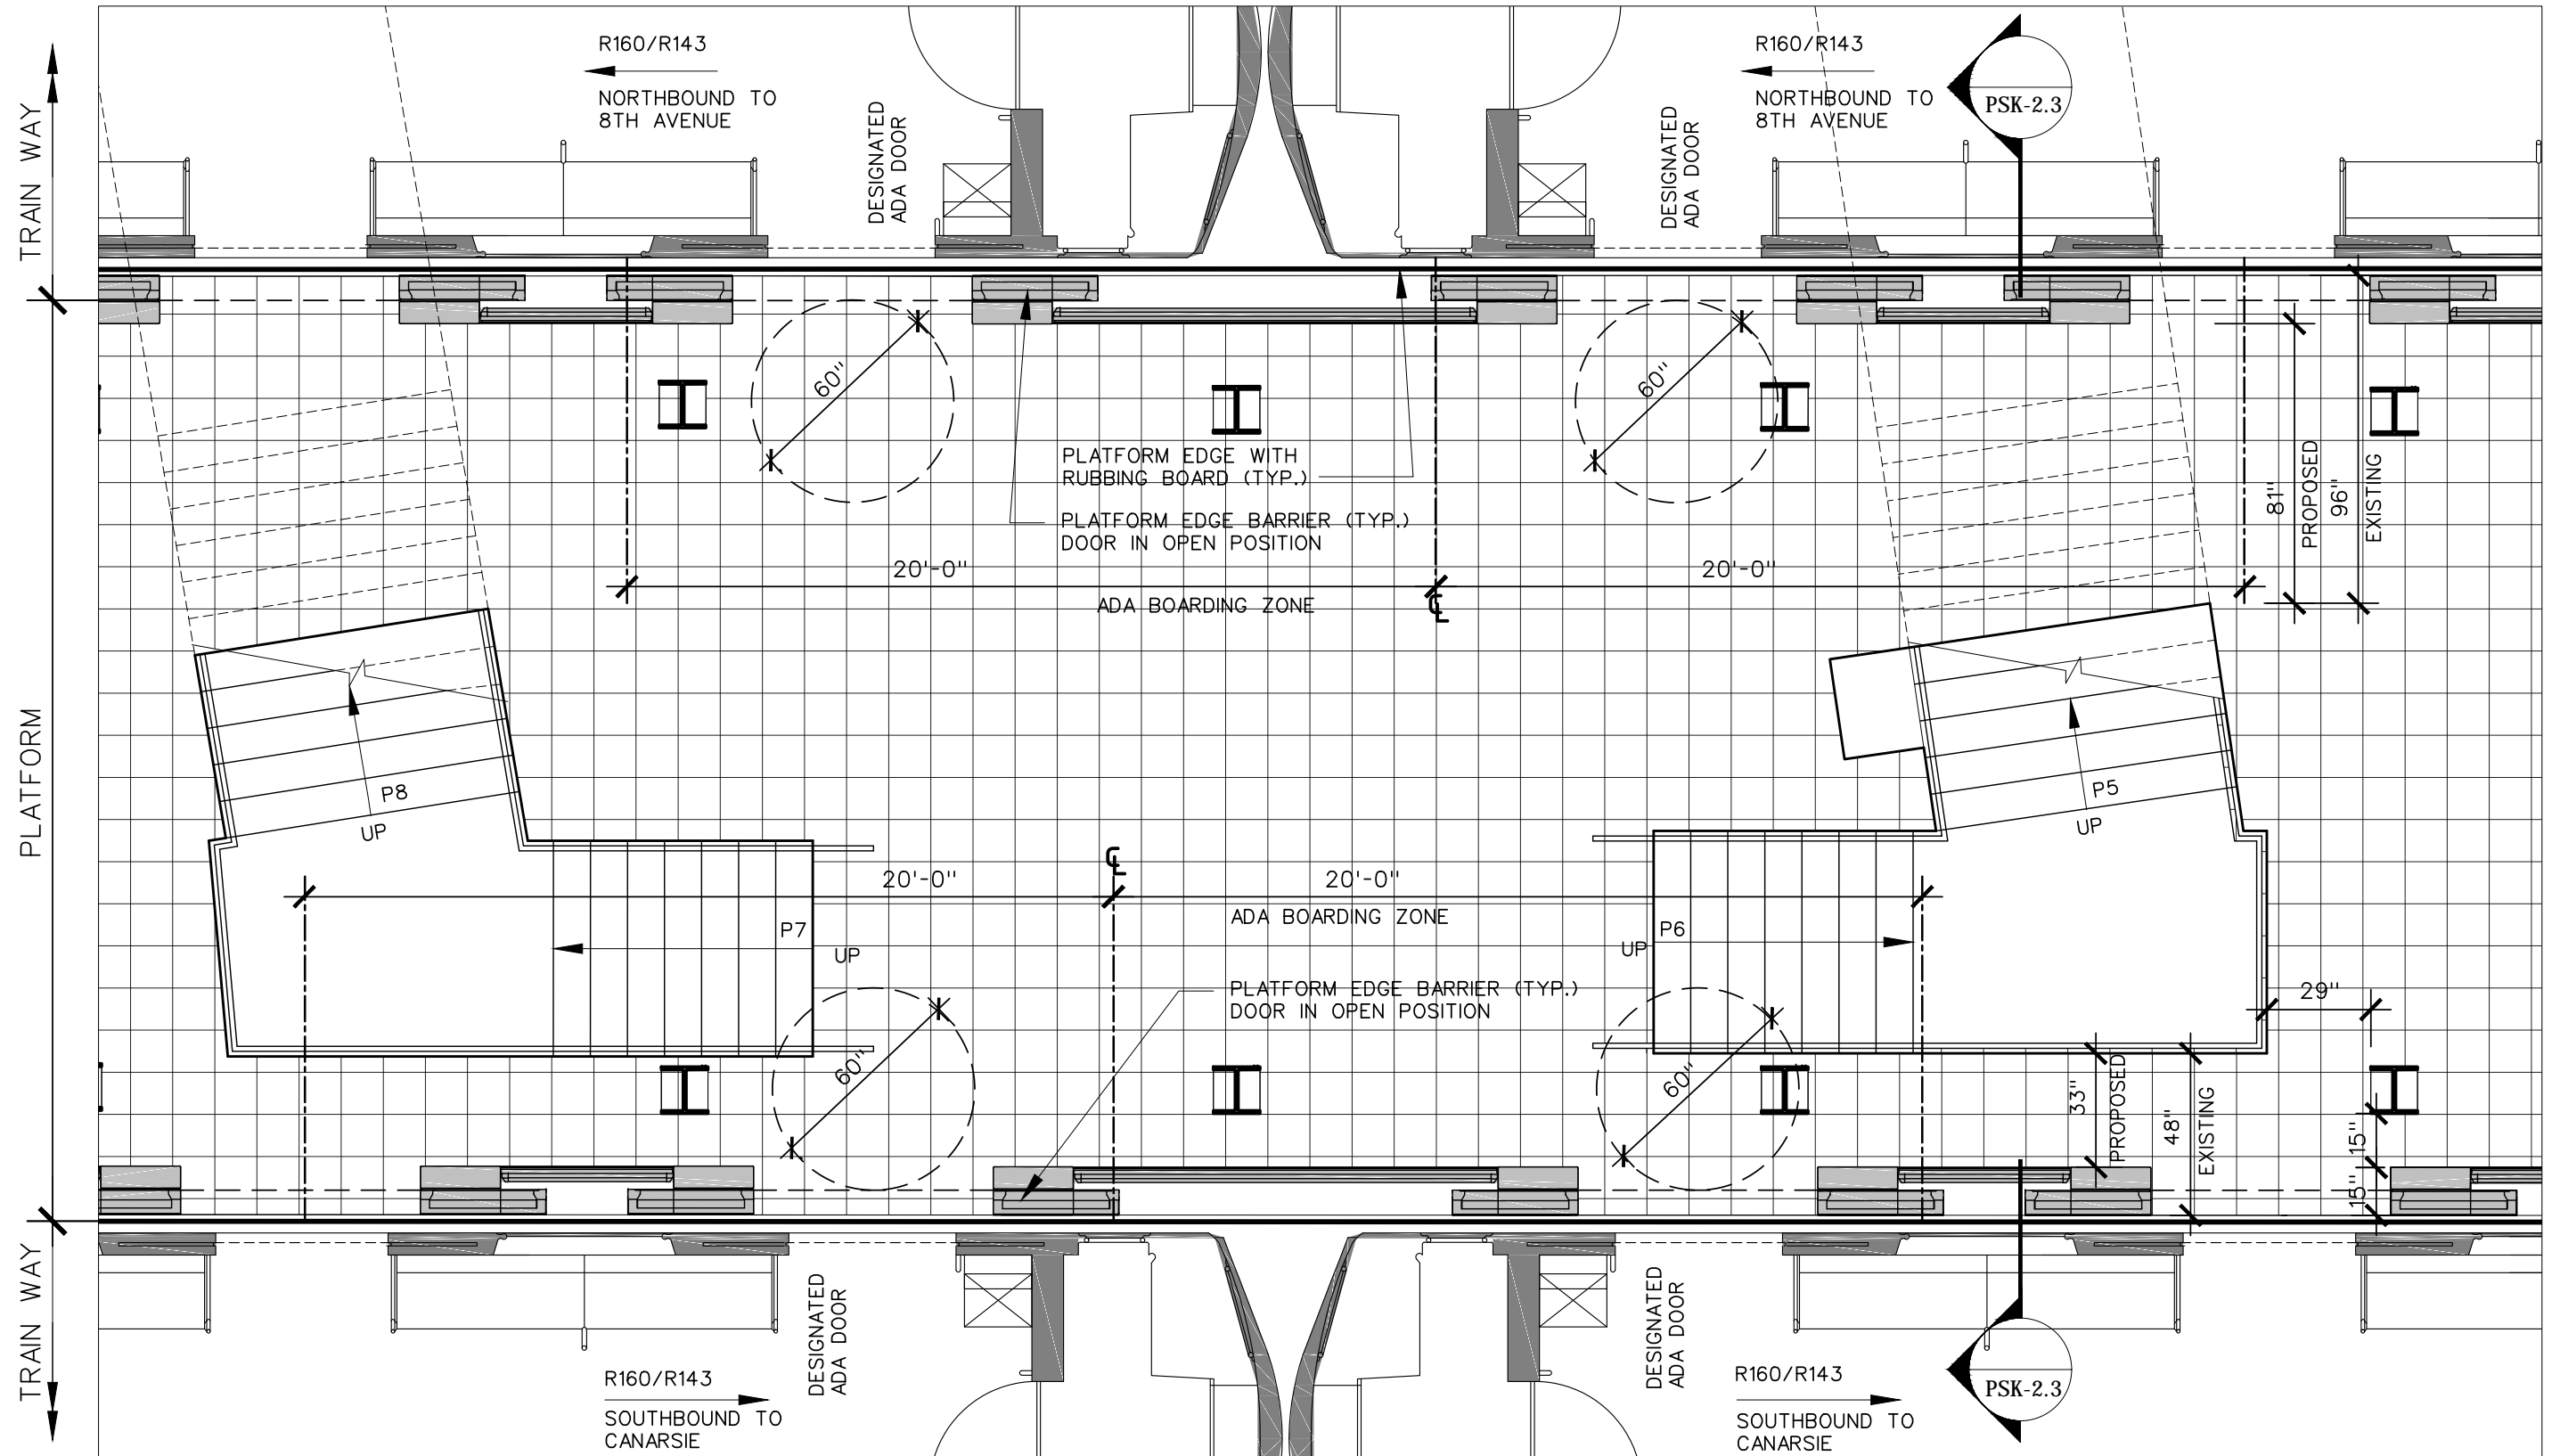 R160/R143
NORTHBOUND TO
8TH AVENUE
DESIGNATED
ADA DOOR
DESIGNATED
ADA DOOR
R160/R143
NORTHBOUND TO
8TH AVENUE
PSK-2.3
TRAIN WAY
60"
60"
PLATFORM EDGE WITH
RUBBING BOARD (TYP.)
PLATFORM EDGE BARRIER (TYP.)
DOOR IN OPEN POSITION
81"
PROPOSED
96"
EXISTING
20'-0"
20'-0"
ADA BOARDING ZONE
CL
PLATFORM
P8
UP
P5
UP
CL
20'-0"
20'-0"
ADA BOARDING ZONE
P7
UP
P6
UP
PLATFORM EDGE BARRIER (TYP.)
DOOR IN OPEN POSITION
29"
60"
60"
33"
PROPOSED
48"
EXISTING
15"
15"
TRAIN WAY
DESIGNATED
ADA DOOR
DESIGNATED
ADA DOOR
R160/R143
SOUTHBOUND TO
CANARSIE
R160/R143
SOUTHBOUND TO
CANARSIE
PSK-2.3